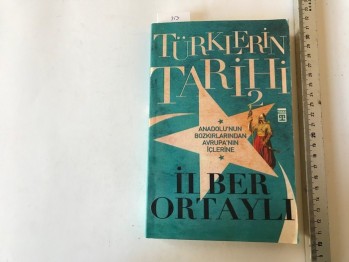 TÜRKLERİN
TARİHİ
2
ANADOLU'NUN
BOZKIRLARINDAN
AVRUPA'NIN
İÇLERİNE
İLBER
ORTAYLI